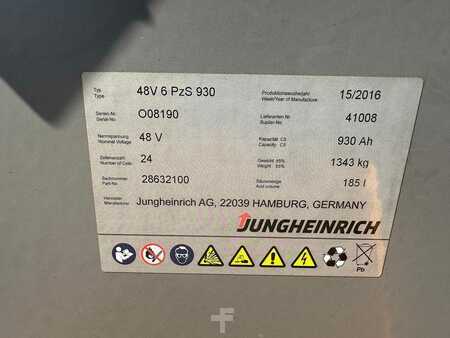 Typ
Type
48V 6 PzS 930
Produktionswoche/jahr
Week/Year of Manufacture
15/2016
Serien-Nr.
Serial-No.
O08190
Lieferanten Nr.
Suplier-No.
41008
Nennspannung
Nominal Voltage
48 V
Kapazität C5
Capacity C5
930 Ah
Zellenanzahl
Number of Cells
24
Gewicht ±5%
Weight ±5%
1343 kg
Sachnummer
Part-No
28632100
Säuremenge
Acid volume
185 l
Hersteller
Manufacturer
Jungheinrich AG, 22039 HAMBURG, GERMANY
JUNGHEINRICH
Pb